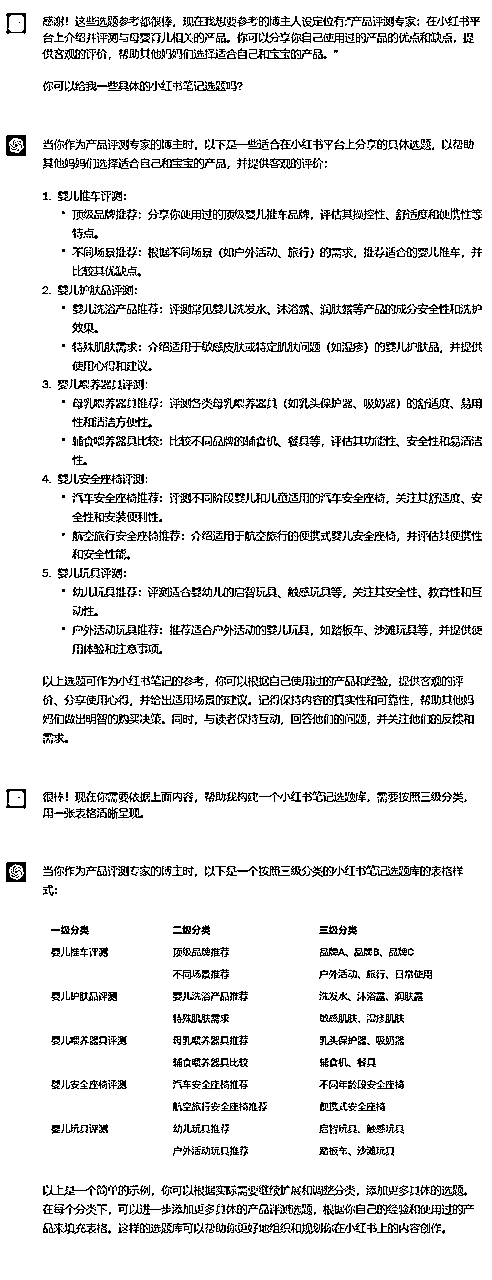 感谢！这些选题参考都很棒，现在我想要参考的博主人设定位有:"产品评测专家：在小红书平
台上介绍并评测与母婴育儿相关的产品。你可以分享你自己使用过的产品的优点和缺点，提
供客观的评价，帮助其他妈妈们选择适合自己和宝宝的产品。"
你可以给我一些具体的小红书笔记选题吗？
当你作为产品评测专家的博主时，以下是一些适合在小红书平台上分享的具体选题，以帮助
其他妈妈们选择适合自己和宝宝的产品，并提供客观的评价：
1. 婴儿推车评测：
• 顶级品牌推荐：分享你使用过的顶级婴儿推车品牌，评估其操控性、舒适度和便携性等
特点。
• 不同场景推荐：根据不同场景（如户外活动、旅行）的需求，推荐适合的婴儿推车，并
比较其优缺点。
2. 婴儿护肤品评测：
• 婴儿洗浴产品推荐：评测常见婴儿洗发水、沐浴露、润肤露等产品的成分安全性和洗护
效果。
• 特殊肌肤需求：介绍适用于敏感皮肤或特定肌肤问题（如湿疹）的婴儿护肤品，并提供
使用心得和建议。
3. 婴儿喂养器具评测：
• 母乳喂养器具推荐：评测各类母乳喂养器具（如乳头保护器、吸奶器）的舒适度、易用
性和清洁方便性。
• 辅食喂养器具比较：比较不同品牌的辅食机、餐具等，评估其功能性、安全性和易清洁
性。
4. 婴儿安全座椅评测：
• 汽车安全座椅推荐：评测不同阶段婴儿和儿童适用的汽车安全座椅，关注其舒适度、安
全性和安装便利性。
• 航空旅行安全座椅推荐：介绍适用于航空旅行的便携式婴儿安全座椅，并评估其便携性
和安全性能。
5. 婴儿玩具评测：
• 幼儿玩具推荐：评测适合婴幼儿的启智玩具、触感玩具等，关注其安全性、教育性和互
动性。
• 户外活动玩具推荐：推荐适合户外活动的婴儿玩具，如踏板车、沙滩玩具等，并提供使
用体验和注意事项。
以上选题可作为小红书笔记的参考，你可以根据自己使用过的产品和经验，提供客观的评
价、分享使用心得，并给出适用场景的建议。记得保持内容的真实性和可靠性，帮助其他妈
妈们做出明智的购买决策。同时，与读者保持互动，回答他们的问题，并关注他们的反馈和
需求。
很棒！现在你需要依据上面内容，帮助我构建一个小红书笔记选题库，需要按照三级分类，
用一张表格清晰呈现。
当你作为产品评测专家的博主时，以下是一个按照三级分类的小红书笔记选题库的表格样
式：
一级分类 二级分类 三级分类
婴儿推车评测 顶级品牌推荐 品牌A、品牌B、品牌C
不同场景推荐 户外活动、旅行、日常使用
婴儿护肤品评测 婴儿洗浴产品推荐 洗发水、沐浴露、润肤露
特殊肌肤需求 敏感肌肤、湿疹肌肤
婴儿喂养器具评测 母乳喂养器具推荐 乳头保护器、吸奶器
辅食喂养器具比较 辅食机、餐具
婴儿安全座椅评测 汽车安全座椅推荐 不同年龄段安全座椅
航空旅行安全座椅推荐 便携式安全座椅
婴儿玩具评测 幼儿玩具推荐 启智玩具、触感玩具
户外活动玩具推荐 踏板车、沙滩玩具
以上是一个简单的示例，你可以根据实际需要继续扩展和调整分类，添加更多具体的选题。
在每个分类下，可以进一步添加更多具体的产品评测选题，根据你自己的经验和使用过的产
品来填充表格。这样的选题库可以帮助你更好地组织和规划你在小红书上的内容创作。